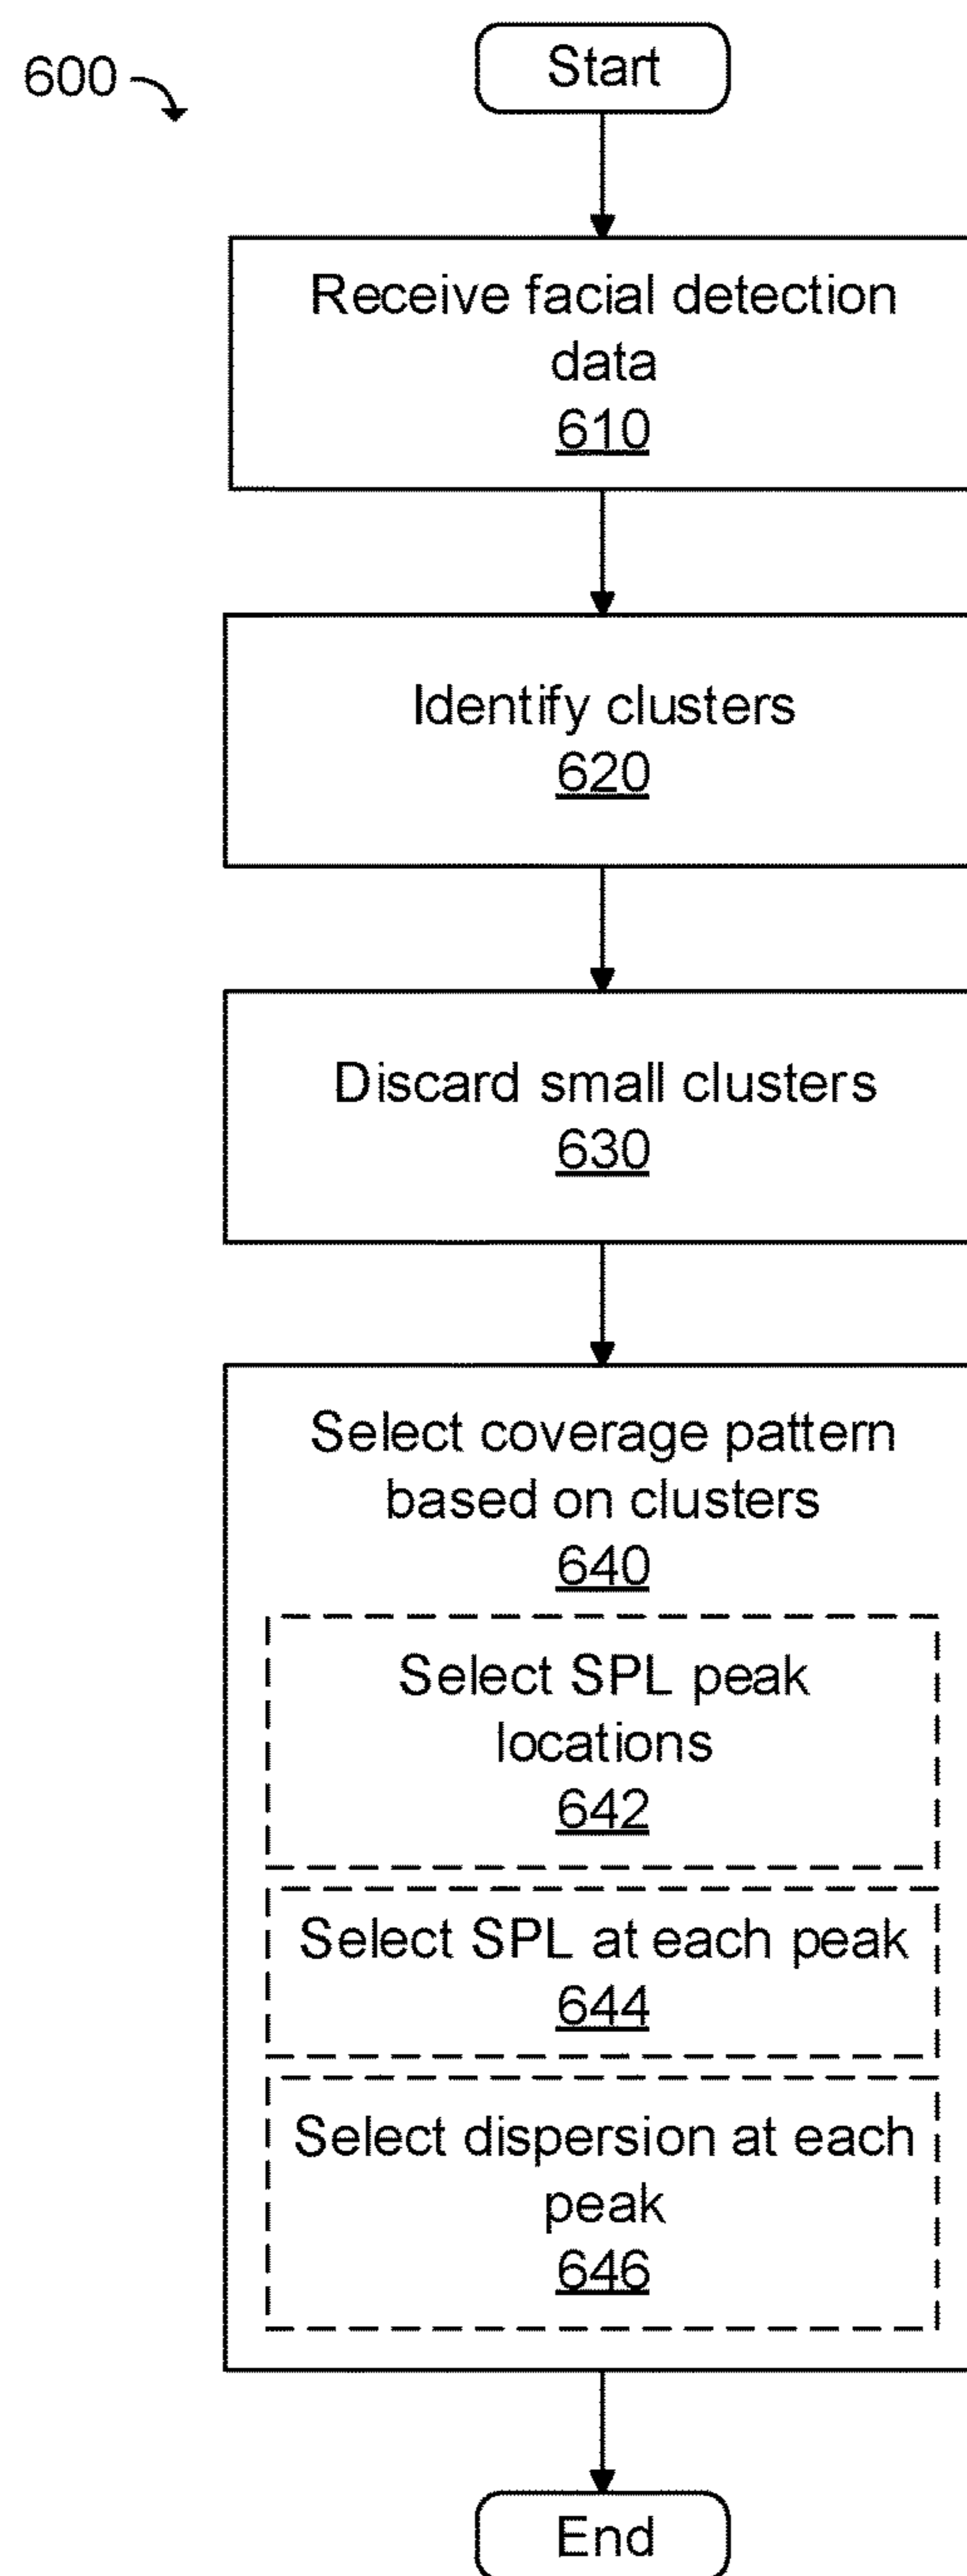 600
Start
Receive facial detection
data
610
Identify clusters
620
Discard small clusters
630
Select coverage pattern
based on clusters
640
Select SPL peak
locations
642
Select SPL at each peak
644
Select dispersion at each
peak
646
End